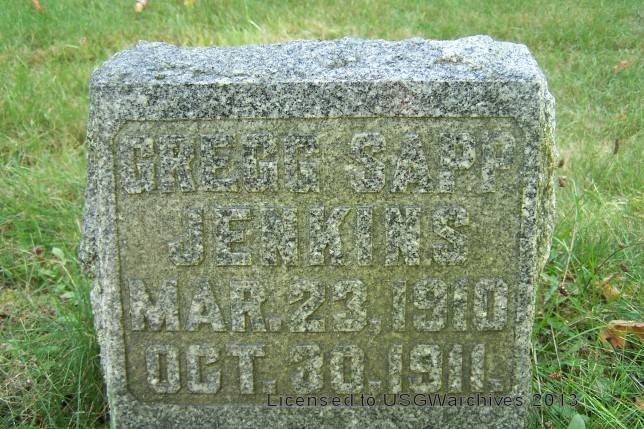 GREGG SAPP
JENKINS
MAR. 23, 1910
OCT. 30. 1911.
Licensed to USGWarchives 2013